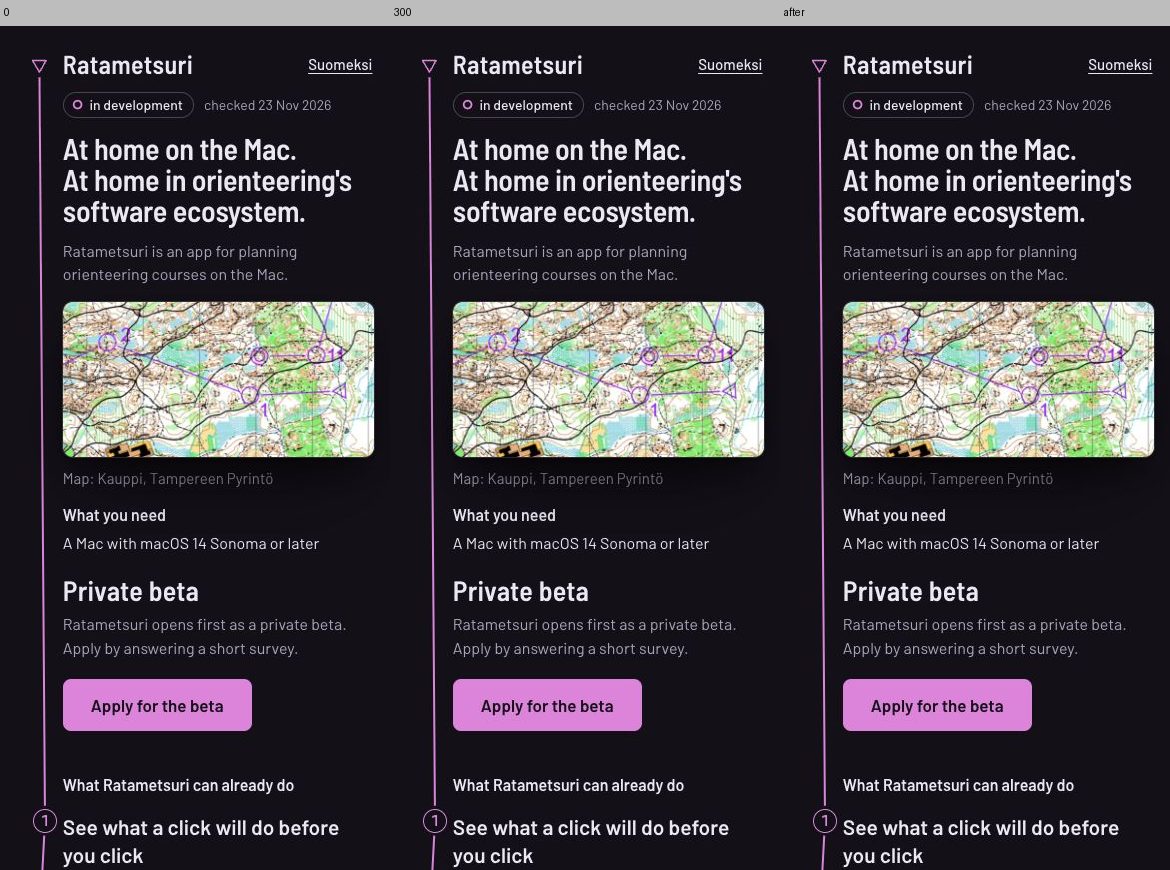 0
300
after
Ratametsuri
Suomeksi
in development
checked 23 Nov 2026
At home on the Mac.
At home in orienteering's
software ecosystem.
Ratametsuri is an app for planning
orienteering courses on the Mac.
2
11
1
Map: Kauppi, Tampereen Pyrintö
What you need
A Mac with macOS 14 Sonoma or later
Private beta
Ratametsuri opens first as a private beta.
Apply by answering a short survey.
Apply for the beta
What Ratametsuri can already do
1
See what a click will do before
you click
Ratametsuri
Suomeksi
in development
checked 23 Nov 2026
At home on the Mac.
At home in orienteering's
software ecosystem.
Ratametsuri is an app for planning
orienteering courses on the Mac.
2
11
1
Map: Kauppi, Tampereen Pyrintö
What you need
A Mac with macOS 14 Sonoma or later
Private beta
Ratametsuri opens first as a private beta.
Apply by answering a short survey.
Apply for the beta
What Ratametsuri can already do
1
See what a click will do before
you click
Ratametsuri
Suomeksi
in development
checked 23 Nov 2026
At home on the Mac.
At home in orienteering's
software ecosystem.
Ratametsuri is an app for planning
orienteering courses on the Mac.
2
11
1
Map: Kauppi, Tampereen Pyrintö
What you need
A Mac with macOS 14 Sonoma or later
Private beta
Ratametsuri opens first as a private beta.
Apply by answering a short survey.
Apply for the beta
What Ratametsuri can already do
1
See what a click will do before
you click